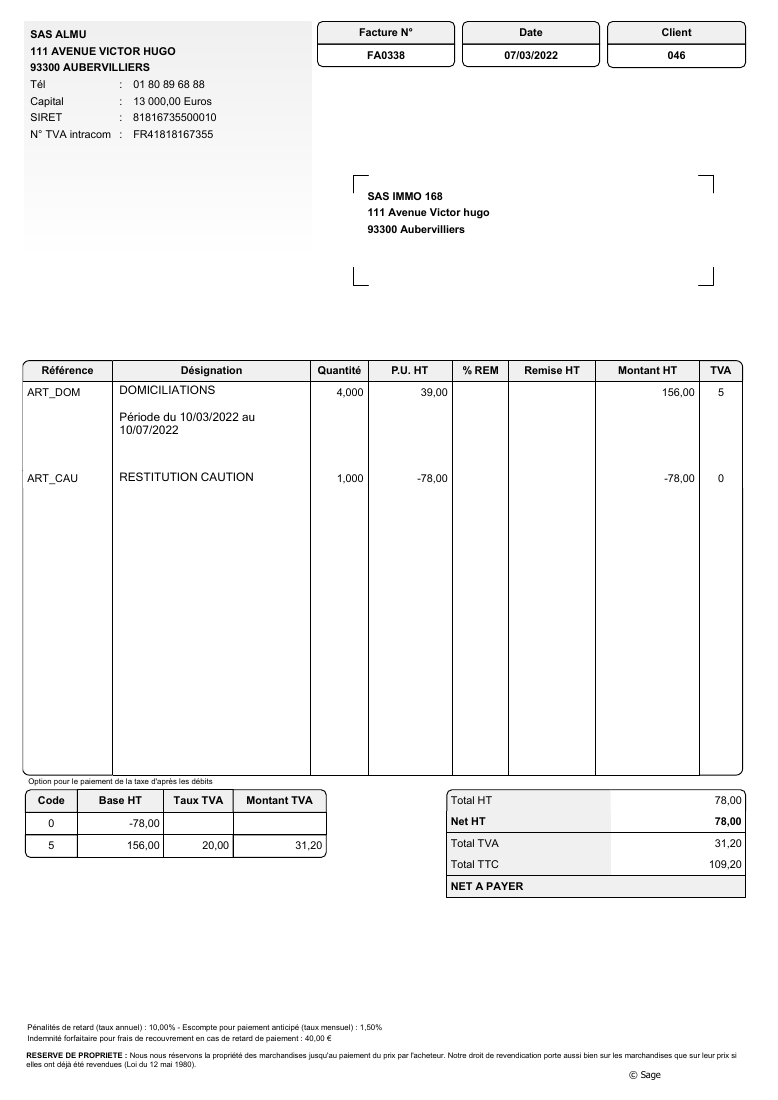 SAS ALMU
111 AVENUE VICTOR HUGO
93300 AUBERVILLIERS
Tél : 01 80 89 68 88
Capital : 13 000,00 Euros
SIRET : 81816735500010
N° TVA intracom : FR41818167355
Facture N° Date Client
FA0338 07/03/2022 046
SAS IMMO 168
111 Avenue Victor hugo
93300 Aubervilliers
Référence Désignation Quantité P.U. HT % REM Remise HT Montant HT TVA
ART_DOM DOMICILIATIONS 4,000 39,00 156,00 5
Période du 10/03/2022 au
10/07/2022
ART_CAU RESTITUTION CAUTION 1,000 -78,00 -78,00 0
Option pour le paiement de la taxe d'après les débits
Code Base HT Taux TVA Montant TVA
0 -78,00
5 156,00 20,00 31,20
Total HT 78,00
Net HT 78,00
Total TVA 31,20
Total TTC 109,20
NET A PAYER
Pénalités de retard (taux annuel) : 10,00% - Escompte pour paiement anticipé (taux mensuel) : 1,50%
Indemnité forfaitaire pour frais de recouvrement en cas de retard de paiement : 40,00 €
RESERVE DE PROPRIETE : Nous nous réservons la propriété des marchandises jusqu'au paiement du prix par l'acheteur. Notre droit de revendication porte aussi bien sur les marchandises que sur leur prix si
elles ont déjà été revendues (Loi du 12 mai 1980).
© Sage